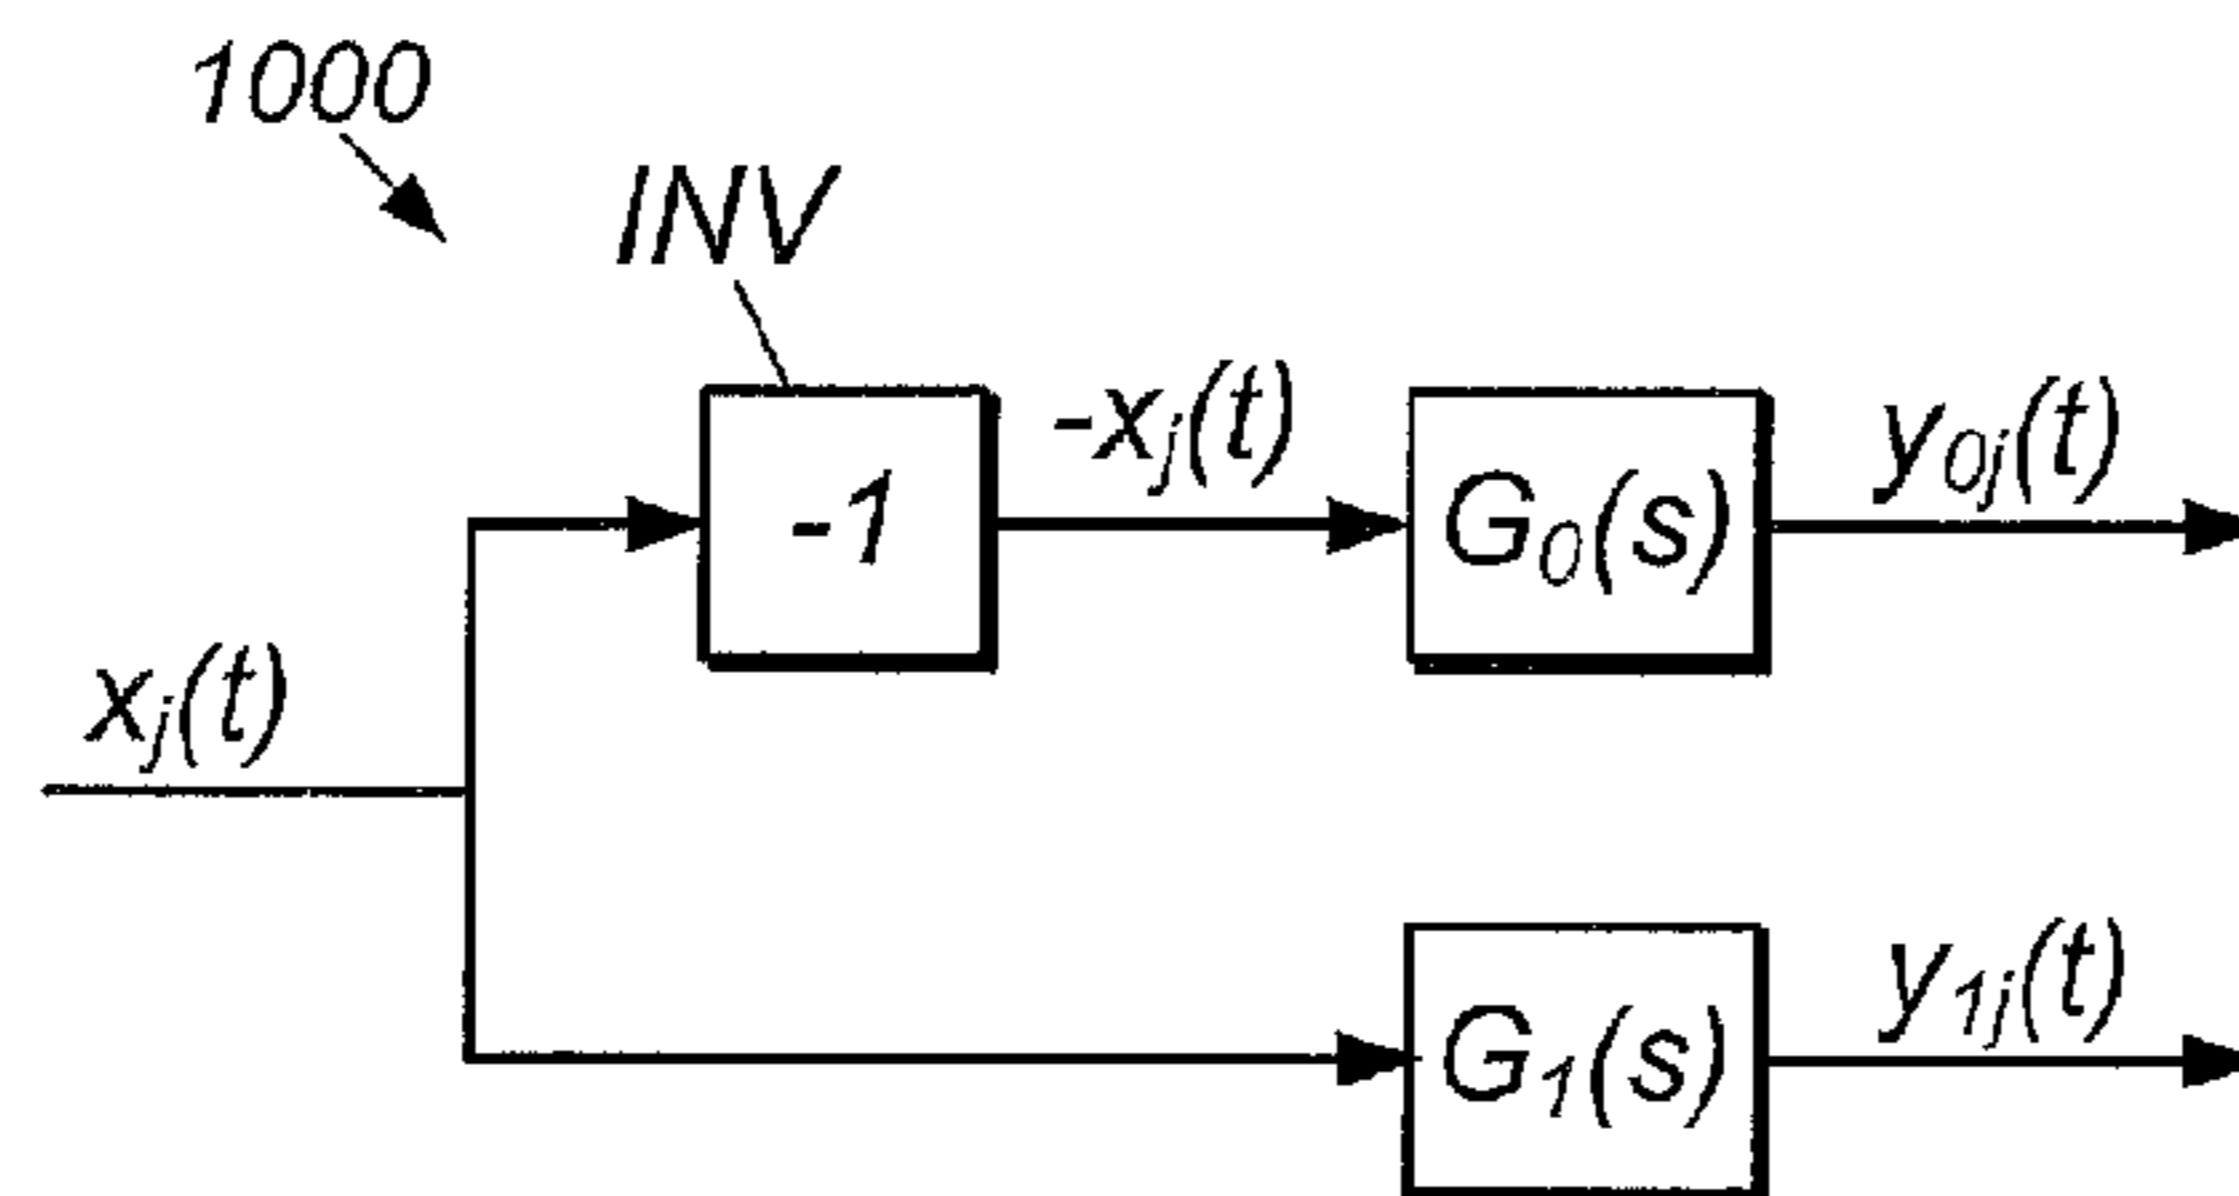 1000
INV
-1
-xⱼ(t)
G₀(s)
y₀ⱼ(t)
xⱼ(t)
G₁(s)
y₁ⱼ(t)